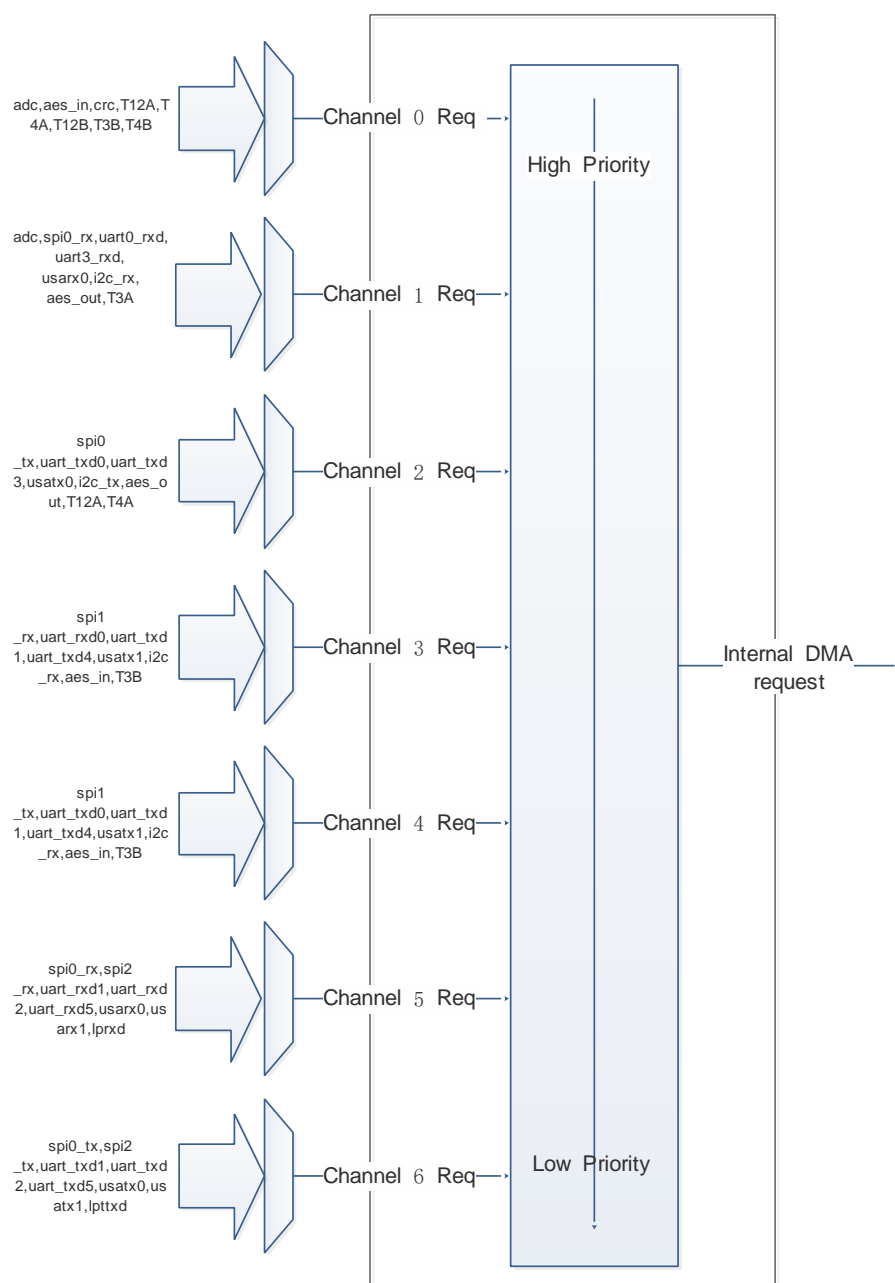 adc,aes_in,crc,T12A,T
4A,T12B,T3B,T4B
Channel 0 Req
High Priority
adc,spi0_rx,uart0_rxd,
uart3_rxd,
usarx0,i2c_rx,
aes_out,T3A
Channel 1 Req
spi0
_tx,uart_txd0,uart_txd
3,usatx0,i2c_tx,aes_o
ut,T12A,T4A
Channel 2 Req
spi1
_rx,uart_rxd0,uart_txd
1,uart_txd4,usatx1,i2c
_rx,aes_in,T3B
Channel 3 Req
Internal DMA
request
spi1
_tx,uart_txd0,uart_txd
1,uart_txd4,usatx1,i2c
_rx,aes_in,T3B
Channel 4 Req
spi0_rx,spi2
_rx,uart_rxd1,uart_rxd
2,uart_rxd5,usarx0,us
arx1,lprxd
Channel 5 Req
spi0_tx,spi2
_tx,uart_txd1,uart_txd
2,uart_txd5,usatx0,us
atx1,lpttxd
Channel 6 Req
Low Priority